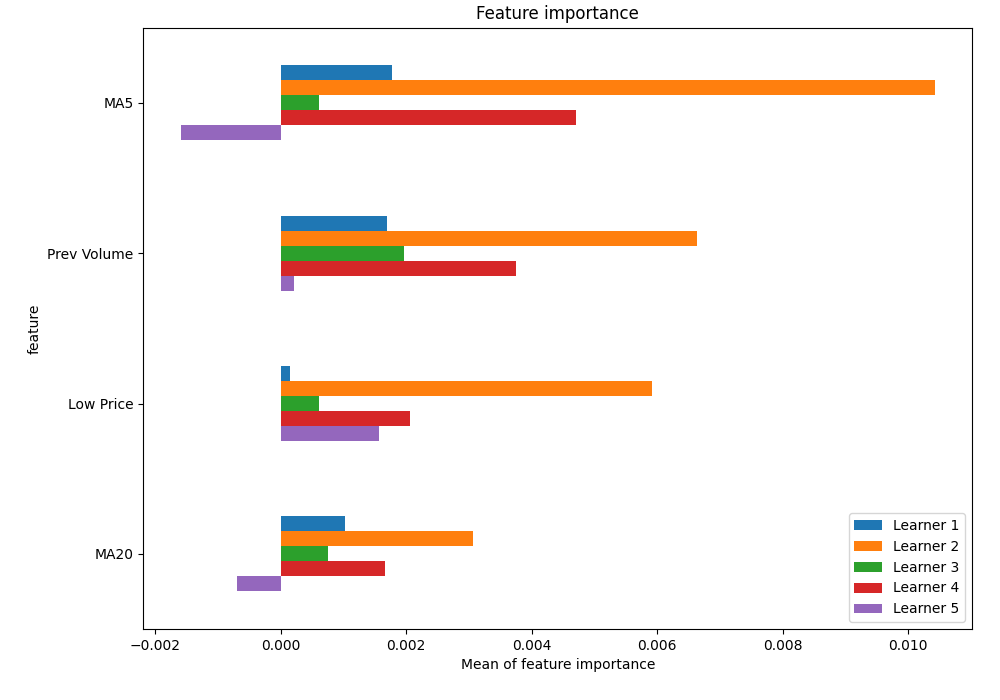 Feature importance
MA5
Prev Volume
Low Price
MA20
feature
Learner 1
Learner 2
Learner 3
Learner 4
Learner 5
−0.002 0.000 0.002 0.004 0.006 0.008 0.010
Mean of feature importance